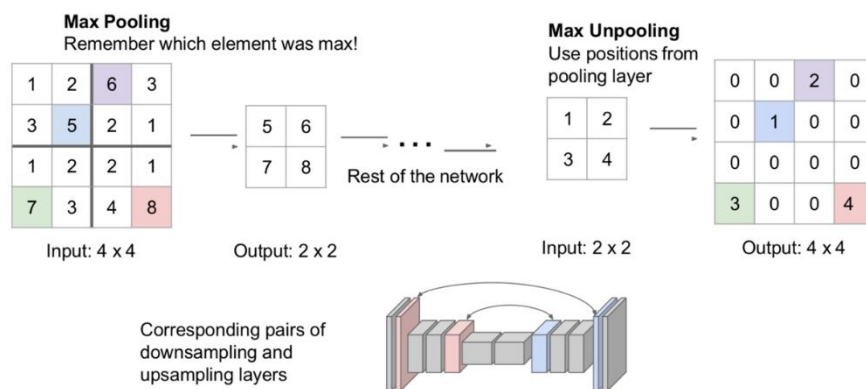 Max Pooling
Remember which element was max!
1 2 6 3
3 5 2 1
1 2 2 1
7 3 4 8
Input: 4 x 4
5 6
7 8
Output: 2 x 2
...
Rest of the network
Max Unpooling
Use positions from
pooling layer
1 2
3 4
Input: 2 x 2
0 0 2 0
0 1 0 0
0 0 0 0
3 0 0 4
Output: 4 x 4
Corresponding pairs of
downsampling and
upsampling layers